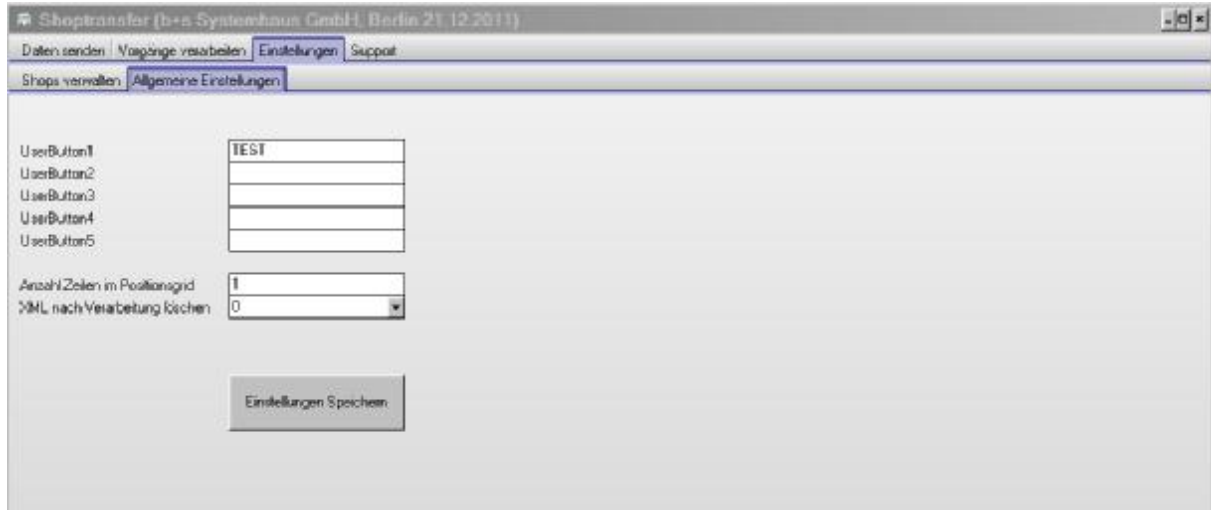 Shoptransfer (b+s Systemhaus GmbH, Berlin 21.12.2011)
Daten senden Vorgänge verarbeiten Einstellungen Support
Shops verwalten Allgemeine Einstellungen
UserButton1 TEST
UserButton2
UserButton3
UserButton4
UserButton5
Anzahl Zeilen im Positionsgrid 1
XML nach Verarbeitung löschen 0
Einstellungen Speichern